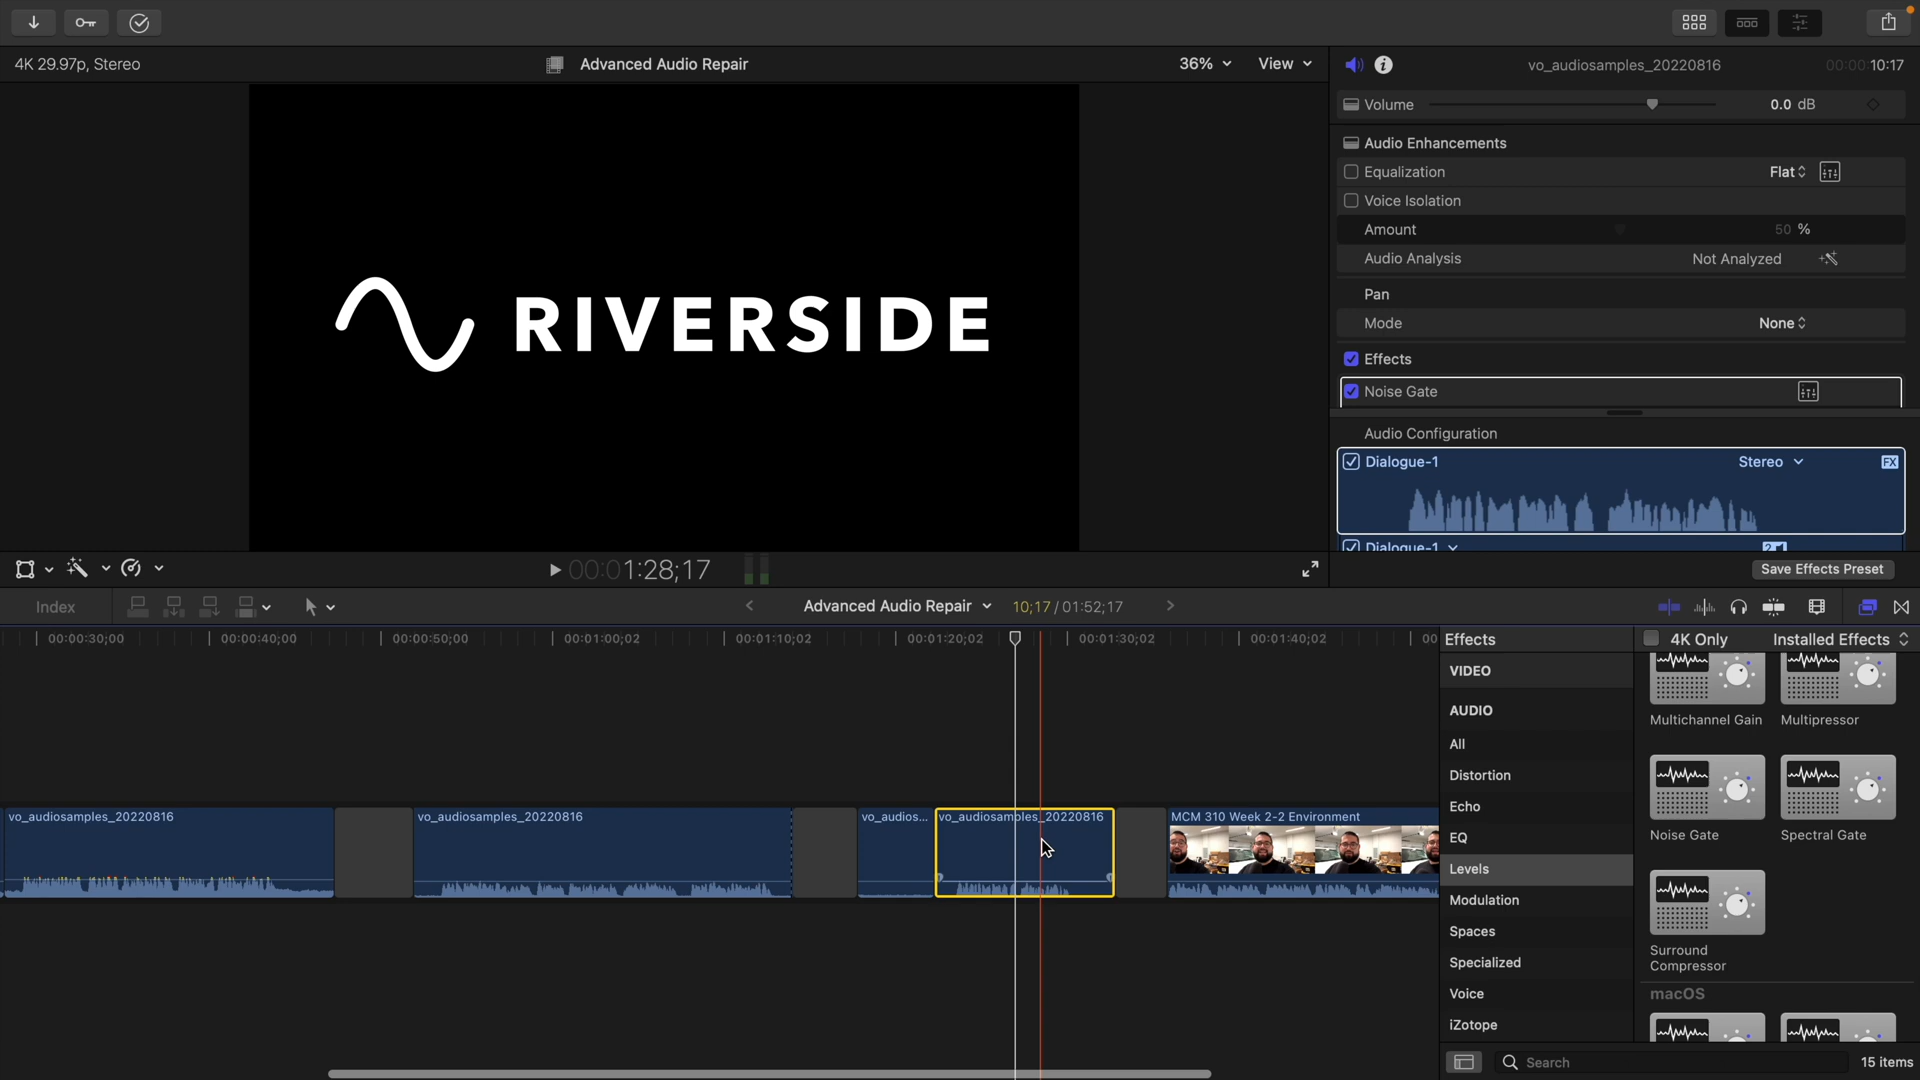 4K 29.97p, Stereo
Advanced Audio Repair
36%
View
vo_audiosamples_20220816
00:00:10:17
Volume
0.0 dB
Audio Enhancements
Equalization
Flat
Voice Isolation
Amount
50 %
Audio Analysis
Not Analyzed
Pan
Mode
None
Effects
Noise Gate
Audio Configuration
Dialogue-1
Stereo
FX
Dialogue-1
RIVERSIDE
00:00:1:28;17
Save Effects Preset
Index
Advanced Audio Repair
10;17 / 01:52;17
00:00:30;00
00:00:40;00
00:00:50;00
00:01:00;02
00:01:10;02
00:01:20;02
00:01:30;02
00:01:40;02
00
Effects
4K Only
Installed Effects
VIDEO
AUDIO
All
Distortion
Echo
EQ
Levels
Modulation
Spaces
Specialized
Voice
iZotope
Multichannel Gain
Multipressor
Noise Gate
Spectral Gate
Surround
Compressor
macOS
vo_audiosamples_20220816
vo_audiosamples_20220816
vo_audios...
vo_audiosamples_20220816
MCM 310 Week 2-2 Environment
Search
15 items